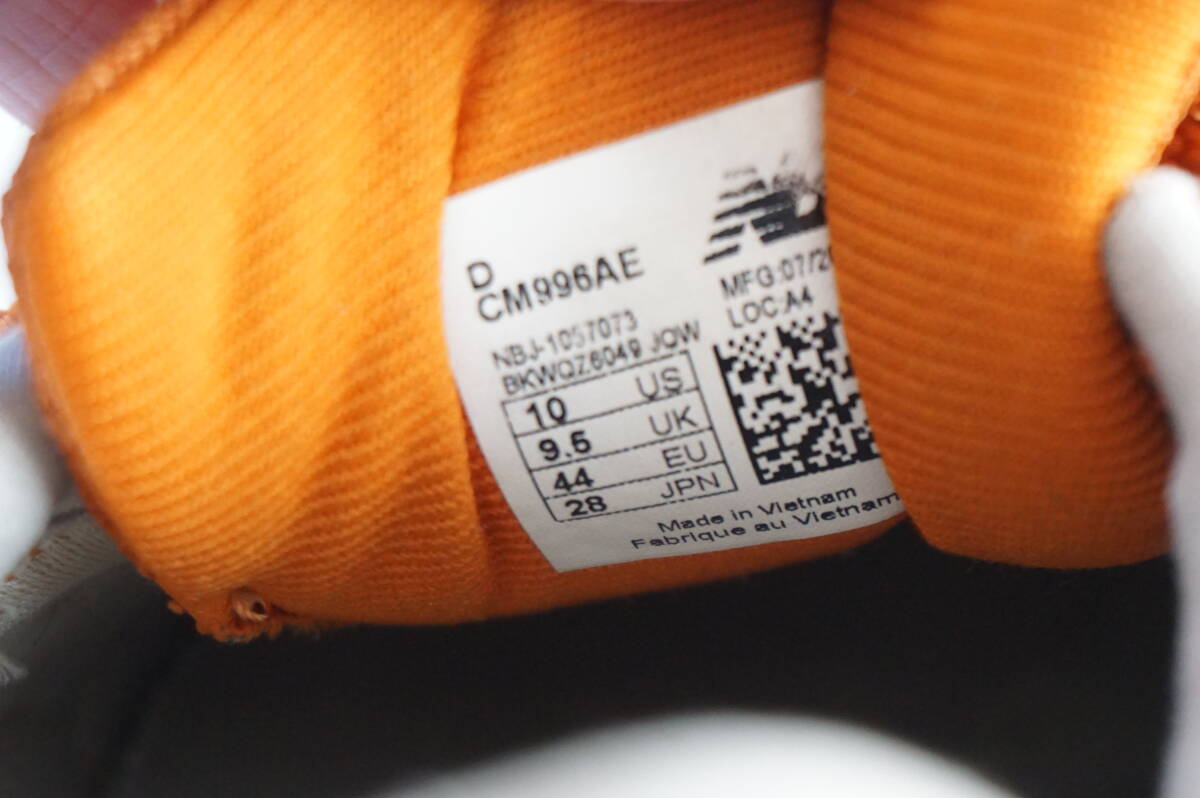 D
CM996AE
MFG:07/2
LOC:A4
NBJ-1057073
BKWQZ6049 JOW
10 US
9.5 UK
44 EU
28 JPN
Made in Vietnam
Fabrique au Vietnam